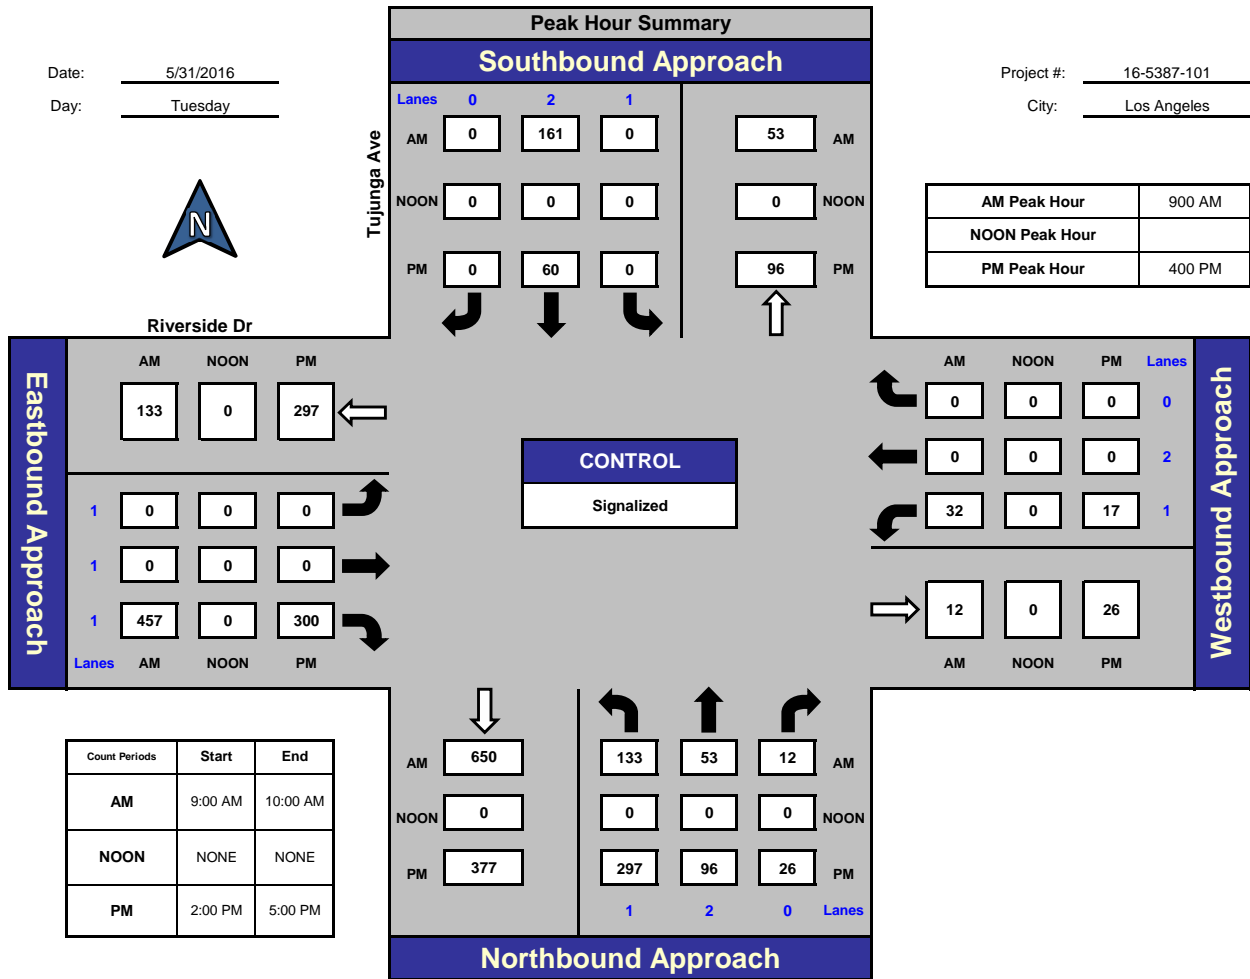 Peak Hour Summary
Southbound Approach
Date: 5/31/2016
Day: Tuesday
Project #: 16-5387-101
City: Los Angeles
N
Tujunga Ave
Lanes 0 2 1
AM 0 161 0 53 AM
NOON 0 0 0 0 NOON
PM 0 60 0 96 PM
AM Peak Hour 900 AM
NOON Peak Hour
PM Peak Hour 400 PM
Riverside Dr
Eastbound Approach
AM NOON PM
133 0 297
1 0 0 0
1 0 0 0
1 457 0 300
Lanes AM NOON PM
CONTROL
Signalized
AM NOON PM Lanes
0 0 0 0
0 0 0 2
32 0 17 1
12 0 26
AM NOON PM
Westbound Approach
Count Periods Start End
AM 9:00 AM 10:00 AM
NOON NONE NONE
PM 2:00 PM 5:00 PM
AM 650 133 53 12 AM
NOON 0 0 0 0 NOON
PM 377 297 96 26 PM
1 2 0 Lanes
Northbound Approach